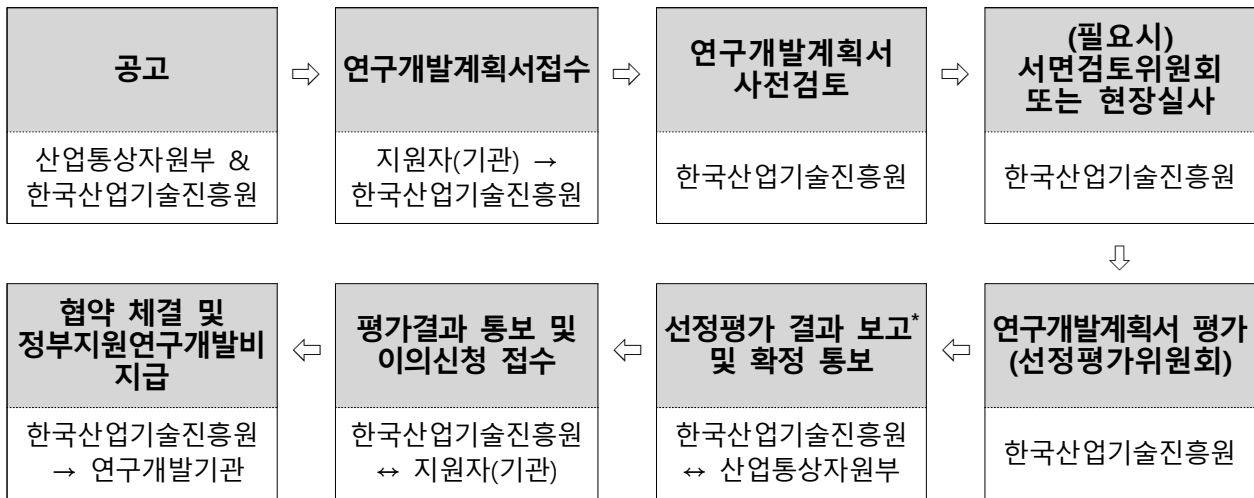 공고
산업통상자원부 &
한국산업기술진흥원
⇨
연구개발계획서접수
지원자(기관) →
한국산업기술진흥원
⇨
연구개발계획서
사전검토
한국산업기술진흥원
⇨
(필요시)
서면검토위원회
또는 현장실사
한국산업기술진흥원
⇩
연구개발계획서 평가
(선정평가위원회)
한국산업기술진흥원
⇦
선정평가 결과 보고*
및 확정 통보
한국산업기술진흥원
↔ 산업통상자원부
⇦
평가결과 통보 및
이의신청 접수
한국산업기술진흥원
↔ 지원자(기관)
⇦
협약 체결 및
정부지원연구개발비
지급
한국산업기술진흥원
→ 연구개발기관